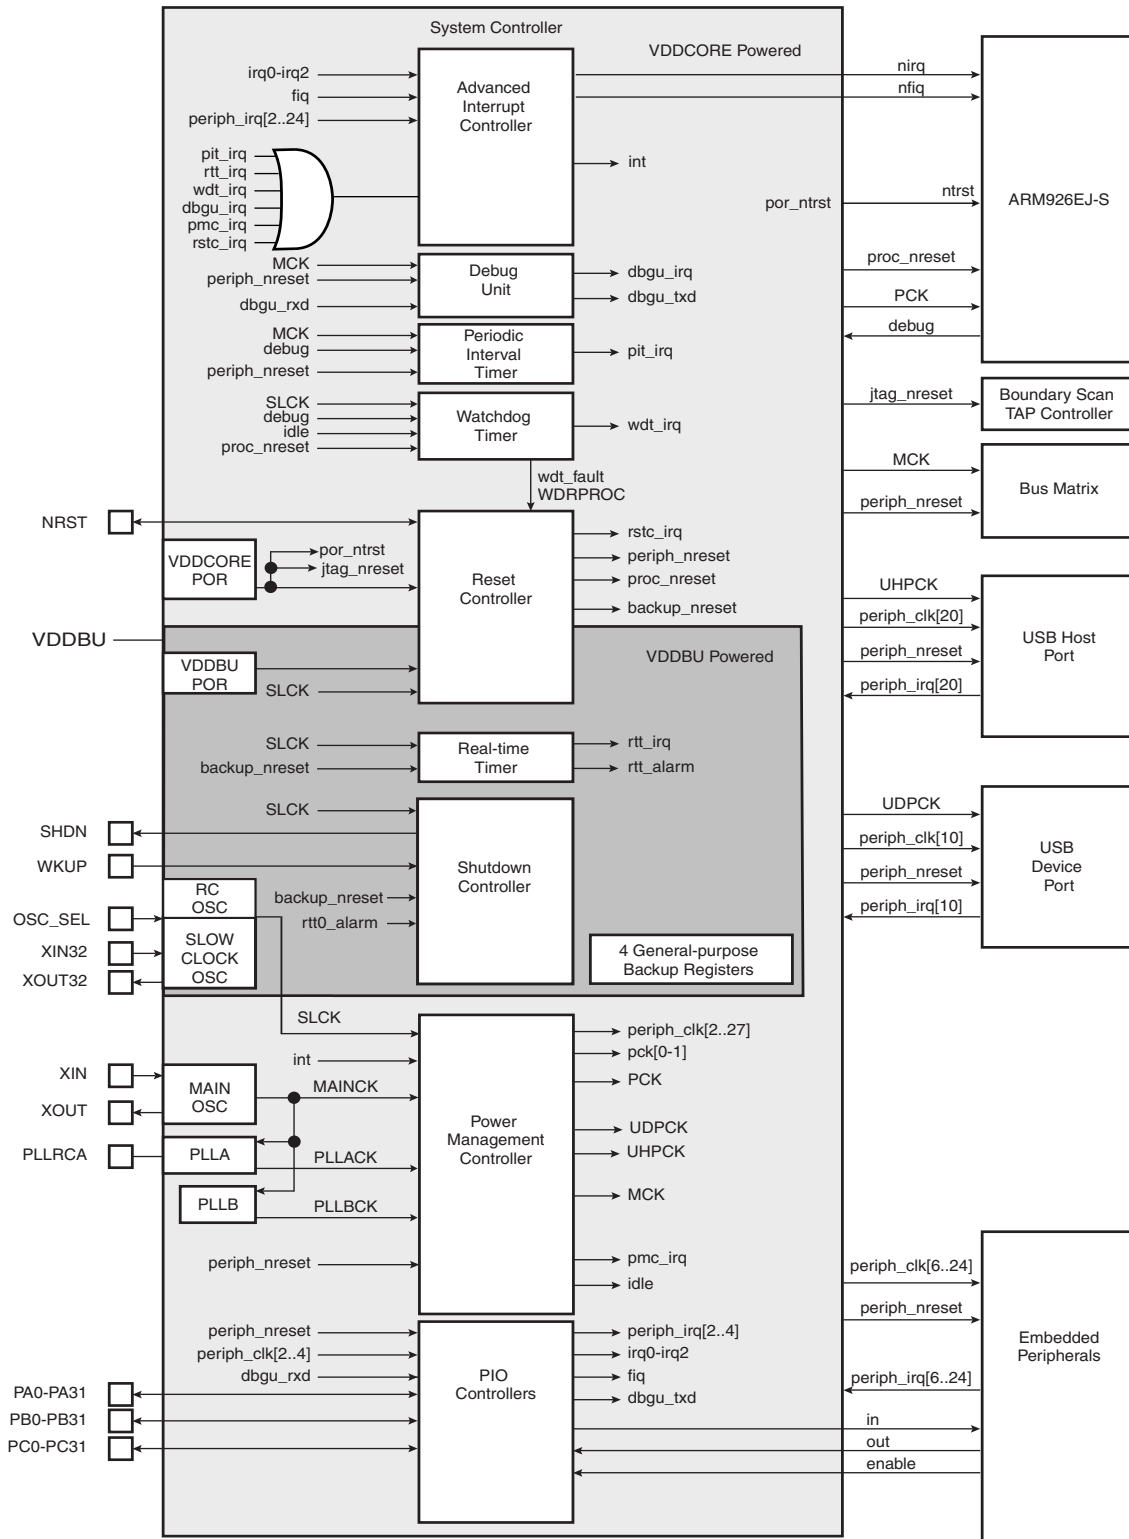 System Controller
VDDCORE Powered
irq0-irq2
fiq
periph_irq[2..24]
Advanced
Interrupt
Controller
nirq
nfiq
int
pit_irq
rtt_irq
wdt_irq
dbgu_irq
pmc_irq
rstc_irq
por_ntrst
ntrst
ARM926EJ-S
proc_nreset
PCK
debug
MCK
periph_nreset
dbgu_rxd
Debug
Unit
dbgu_irq
dbgu_txd
MCK
debug
periph_nreset
Periodic
Interval
Timer
pit_irq
SLCK
debug
idle
proc_nreset
Watchdog
Timer
wdt_irq
jtag_nreset
Boundary Scan
TAP Controller
wdt_fault
WDRPROC
MCK
periph_nreset
Bus Matrix
NRST
VDDCORE
POR
por_ntrst
jtag_nreset
Reset
Controller
rstc_irq
periph_nreset
proc_nreset
backup_nreset
UHPCK
periph_clk[20]
periph_nreset
periph_irq[20]
USB Host
Port
VDDBU
VDDBU Powered
VDDBU
POR
SLCK
SLCK
backup_nreset
Real-time
Timer
rtt_irq
rtt_alarm
SLCK
SHDN
WKUP
Shutdown
Controller
backup_nreset
rtt0_alarm
UDPCK
periph_clk[10]
periph_nreset
periph_irq[10]
USB
Device
Port
RC
OSC
OSC_SEL
XIN32
XOUT32
SLOW
CLOCK
OSC
4 General-purpose
Backup Registers
SLCK
int
XIN
XOUT
MAIN
OSC
MAINCK
PLLRCA
PLLA
PLLACK
PLLB
PLLBCK
periph_nreset
Power
Management
Controller
periph_clk[2..27]
pck[0-1]
PCK
UDPCK
UHPCK
MCK
pmc_irq
idle
periph_nreset
periph_clk[2..4]
dbgu_rxd
PA0-PA31
PB0-PB31
PC0-PC31
PIO
Controllers
periph_irq[2..4]
irq0-irq2
fiq
dbgu_txd
periph_clk[6..24]
periph_nreset
periph_irq[6..24]
in
out
enable
Embedded
Peripherals